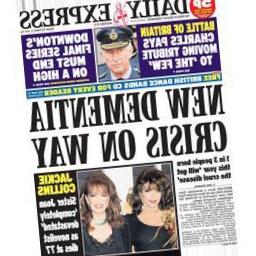 5p
DAILY EXPRESS
DOWNTON'S
FINAL SERIES
MUST END
ON A HIGH
BATTLE OF BRITAIN
CHARLES PAYS
MOVING TRIBUTE
TO THE 'FEW'
FREE BRITISH DANCE BANDS CD FOR EVERY READER
NEW DEMENTIA
CRISIS ON WAY
JACKIE
COLLINS
Sister Joan
'completely
devastated'
as novelist
dies at 77
1 in 3 people born
this year 'will get
the cruel disease'